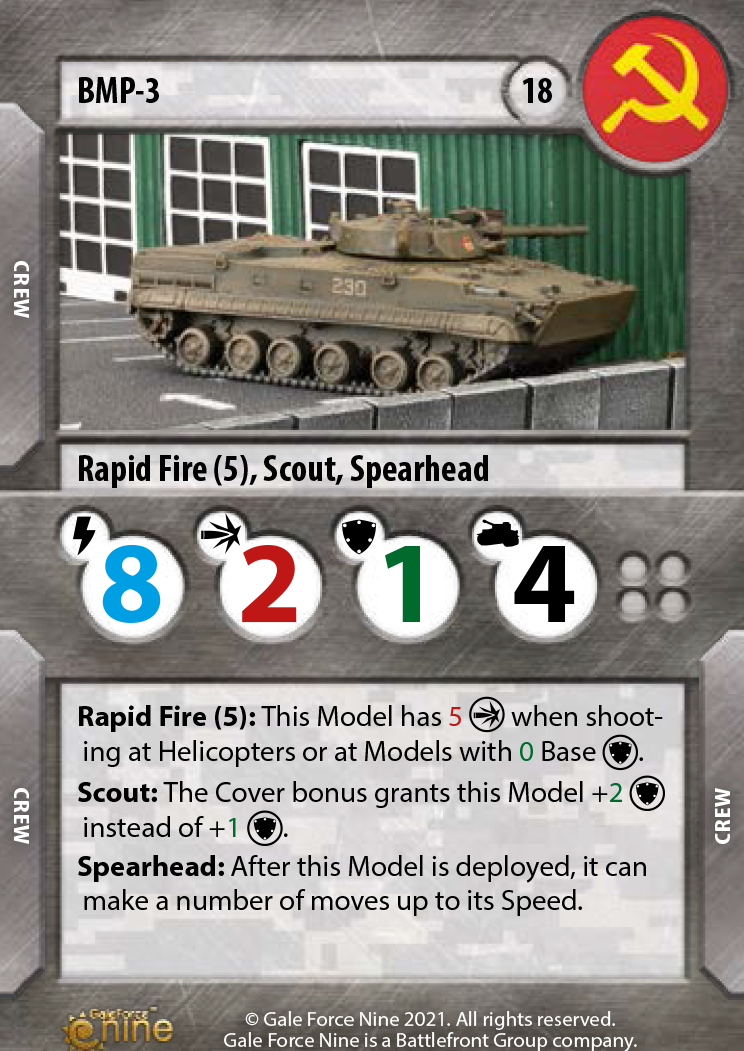 BMP-3
18
230
CREW
Rapid Fire (5), Scout, Spearhead
8 2 1 4
Rapid Fire (5): This Model has 5 when shoot-
ing at Helicopters or at Models with 0 Base .
Scout: The Cover bonus grants this Model +2
instead of +1 .
Spearhead: After this Model is deployed, it can
make a number of moves up to its Speed.
CREW
CREW
GaleForce nine
© Gale Force Nine 2021. All rights reserved.
Gale Force Nine is a Battlefront Group company.